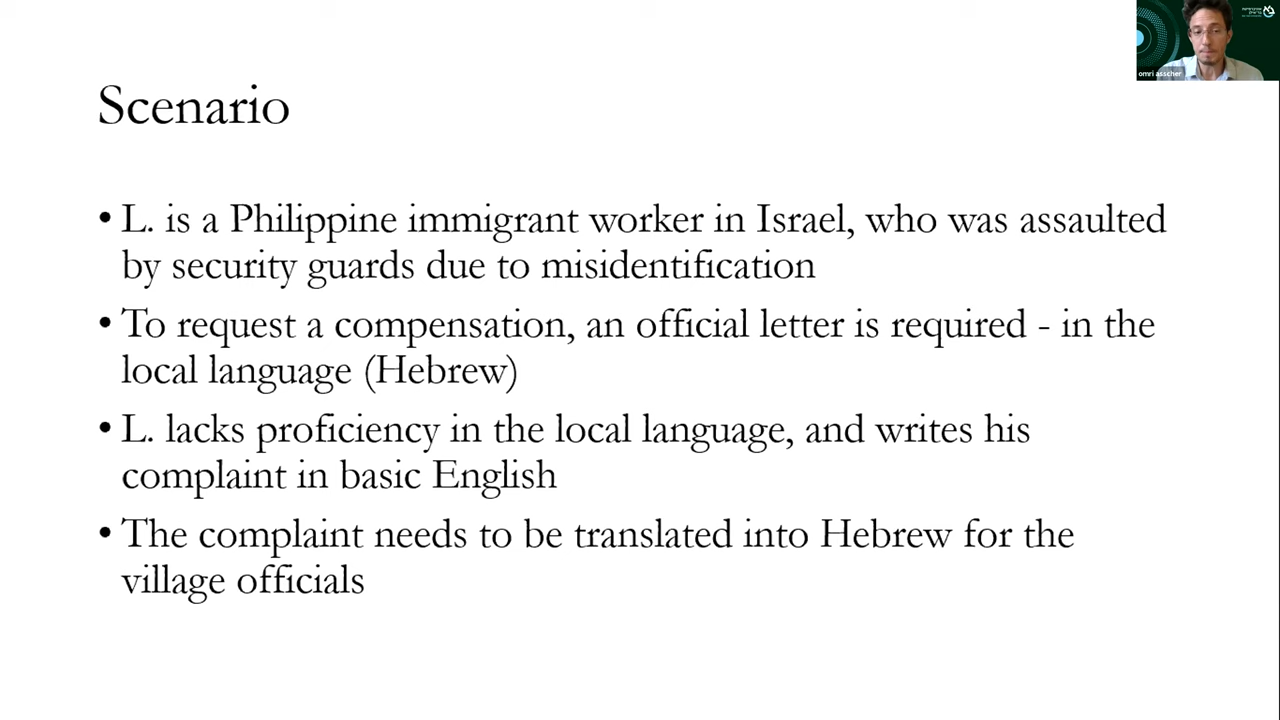 omri asscher
Scenario
• L. is a Philippine immigrant worker in Israel, who was assaulted
by security guards due to misidentification
• To request a compensation, an official letter is required - in the
local language (Hebrew)
• L. lacks proficiency in the local language, and writes his
complaint in basic English
• The complaint needs to be translated into Hebrew for the
village officials